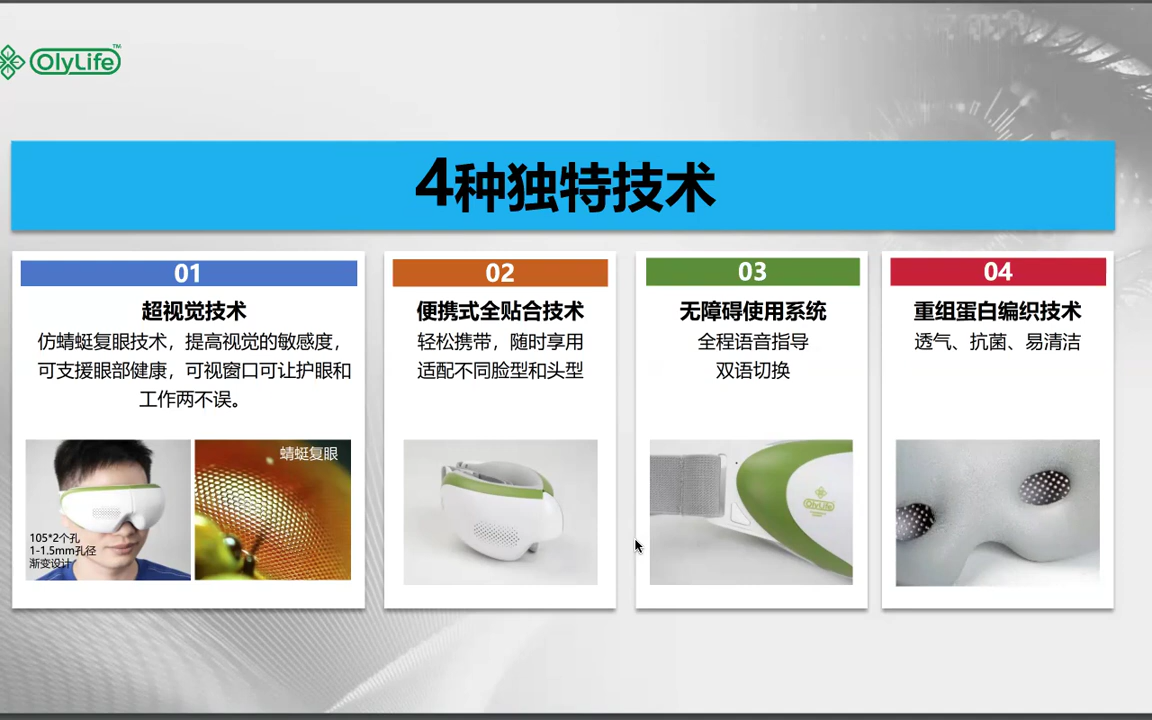 OlyLife™
4种独特技术
01
超视觉技术
仿蜻蜓复眼技术，提高视觉的敏感度，
可支援眼部健康，可视窗口可让护眼和
工作两不误。
蜻蜓复眼
105*2个孔
1-1.5mm孔径
渐变设计
02
便携式全贴合技术
轻松携带，随时享用
适配不同脸型和头型
03
无障碍使用系统
全程语音指导
双语切换
OlyLife
04
重组蛋白编织技术
透气、抗菌、易清洁